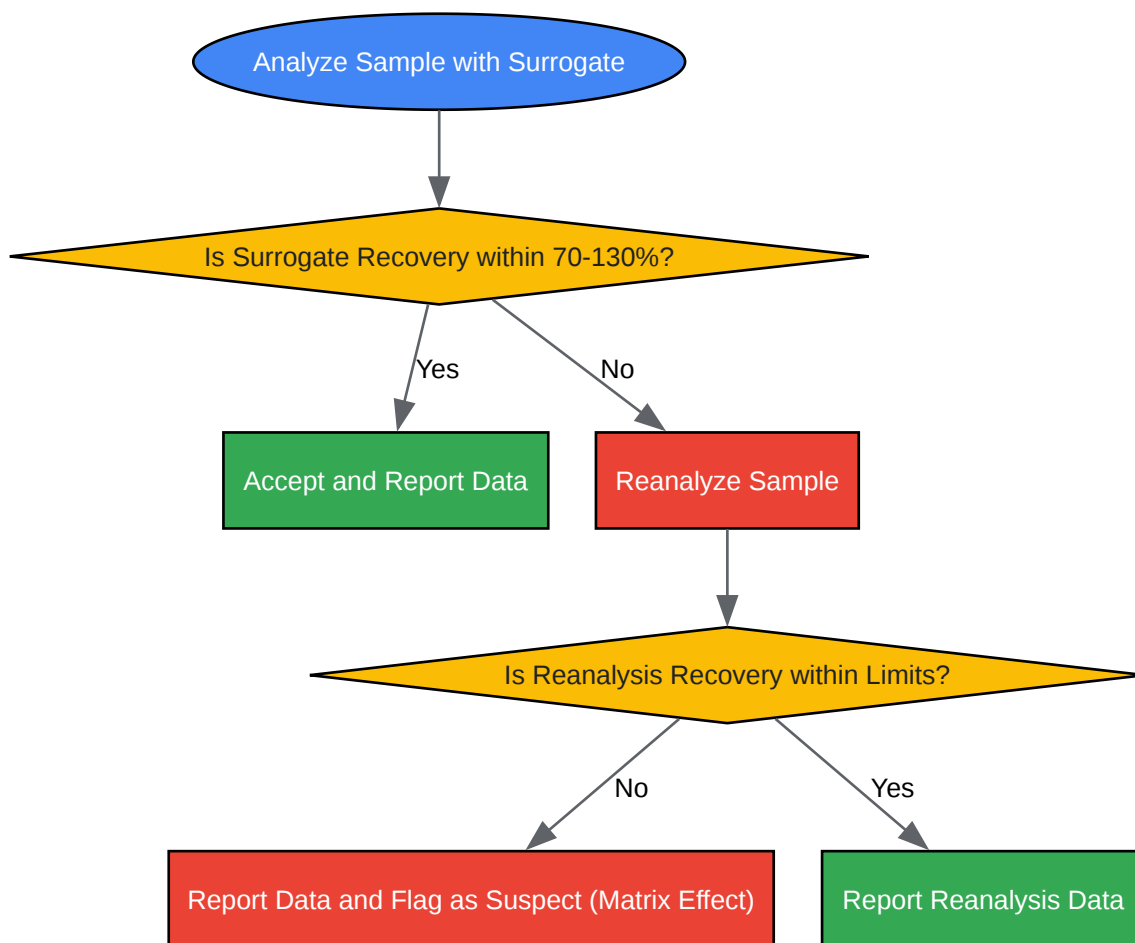 Analyze Sample with Surrogate
Is Surrogate Recovery within 70-130%?
Yes
No
Accept and Report Data
Reanalyze Sample
Is Reanalysis Recovery within Limits?
No
Yes
Report Data and Flag as Suspect (Matrix Effect)
Report Reanalysis Data